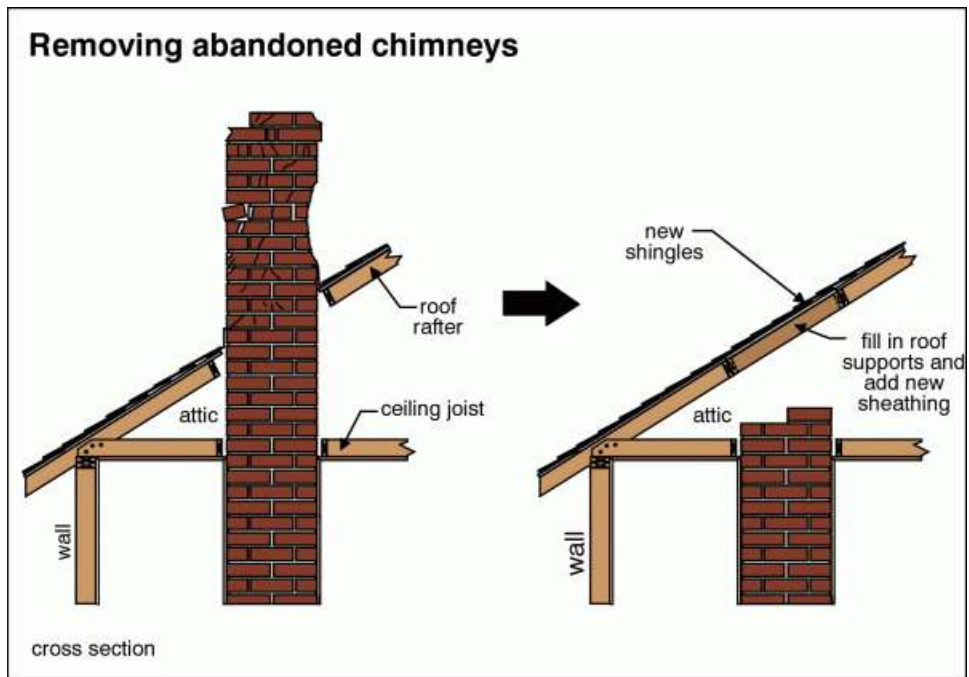 Removing abandoned chimneys
roof
rafter
attic
ceiling joist
wall
new
shingles
fill in roof
supports and
add new
sheathing
attic
wall
cross section